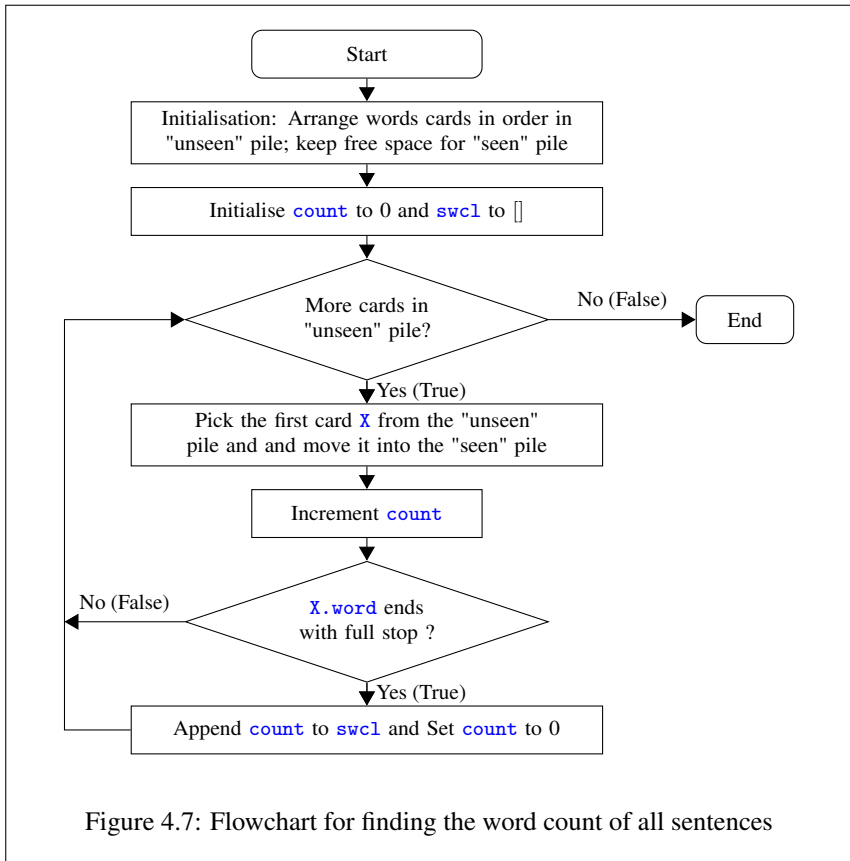 Start
Initialisation: Arrange words cards in order in
"unseen" pile; keep free space for "seen" pile
Initialise count to 0 and swcl to []
More cards in
"unseen" pile?
No (False)
End
Yes (True)
Pick the first card X from the "unseen"
pile and and move it into the "seen" pile
Increment count
X.word ends
with full stop ?
No (False)
Yes (True)
Append count to swcl and Set count to 0
Figure 4.7: Flowchart for finding the word count of all sentences